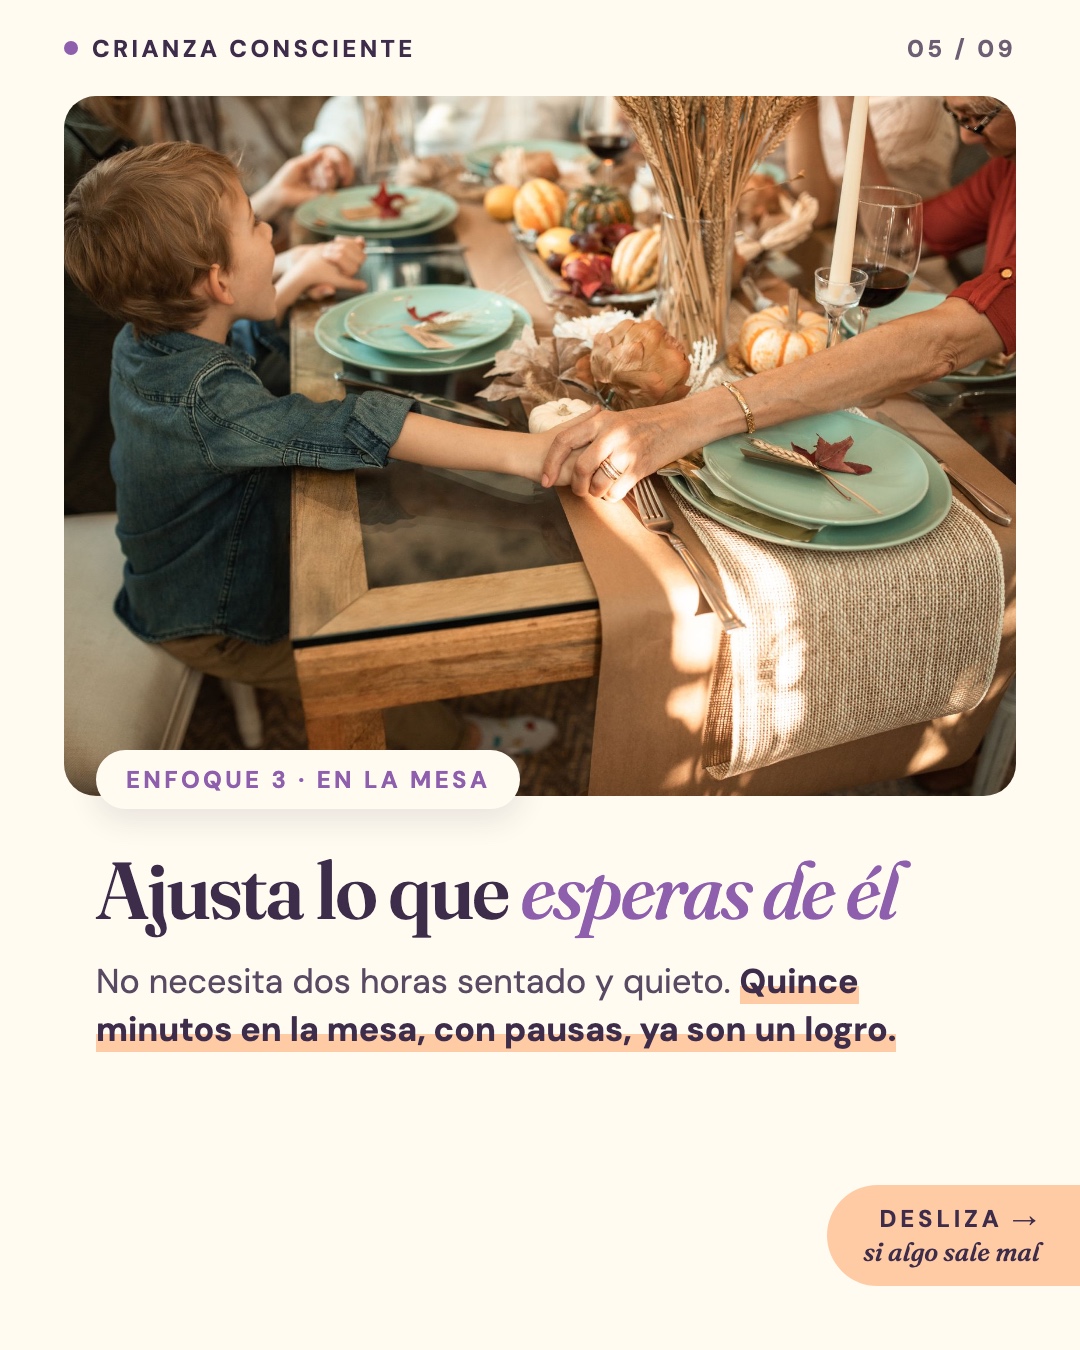 CRIANZA CONSCIENTE
05 / 09
ENFOQUE 3 · EN LA MESA
Ajusta lo que esperas de él
No necesita dos horas sentado y quieto. Quince
minutos en la mesa, con pausas, ya son un logro.
DESLIZA →
si algo sale mal